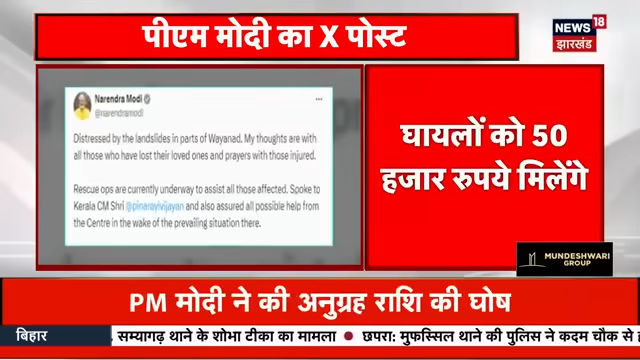 पीएम मोदी का X पोस्ट
NEWS 18
झारखंड
Narendra Modi
@narendramodi
Distressed by the landslides in parts of Wayanad. My thoughts are with
all those who have lost their loved ones and prayers with those injured.
Rescue ops are currently underway to assist all those affected. Spoke to
Kerala CM Shri @pinarayivijayan and also assured all possible help from
the Centre in the wake of the prevailing situation there.
घायलों को 50
हजार रुपये मिलेंगे
MUNDESHWARI
GROUP
PM मोदी ने की अनुग्रह राशि की घोष
बिहार
सम्यागढ़ थाने के शोभा टीका का मामला ● छपरा: मुफस्सिल थाने की पुलिस ने कदम चौक से